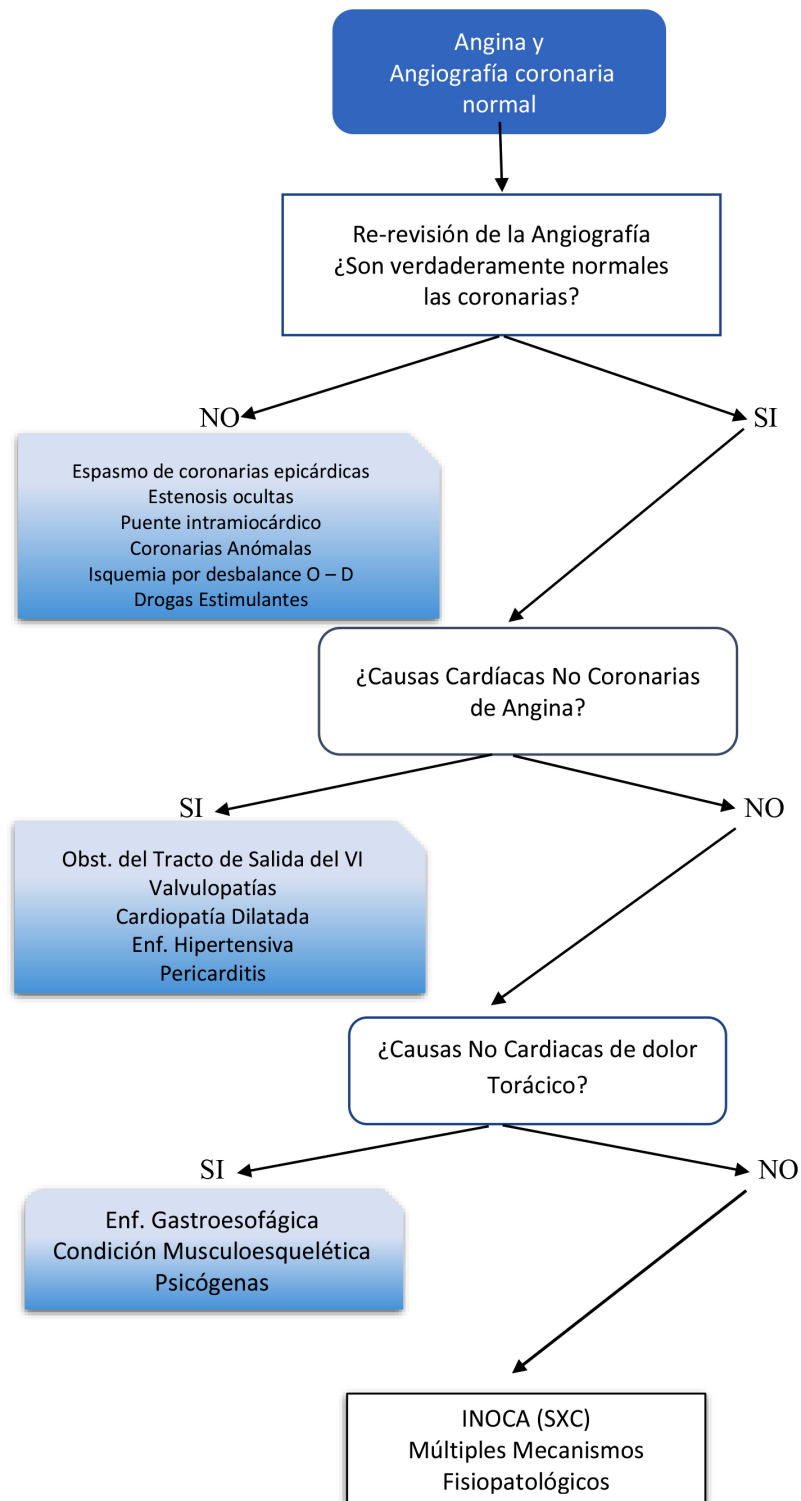 Angina y
Angiografía coronaria
normal
Re-revisión de la Angiografía
¿Son verdaderamente normales
las coronarias?
NO
SI
Espasmo de coronarias epicárdicas
Estenosis ocultas
Puente intramiocárdico
Coronarias Anómalas
Isquemia por desbalance O – D
Drogas Estimulantes
¿Causas Cardíacas No Coronarias
de Angina?
SI
NO
Obst. del Tracto de Salida del VI
Valvulopatías
Cardiopatía Dilatada
Enf. Hipertensiva
Pericarditis
¿Causas No Cardiacas de dolor
Torácico?
SI
NO
Enf. Gastroesofágica
Condición Musculoesquelética
Psicógenas
INOCA (SXC)
Múltiples Mecanismos
Fisiopatológicos